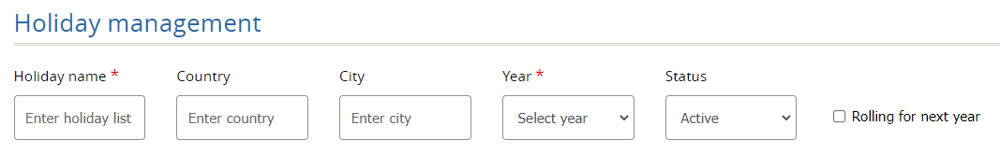 Holiday management
Holiday name * Country City Year * Status
Enter holiday list Enter country Enter city Select year Active Rolling for next year